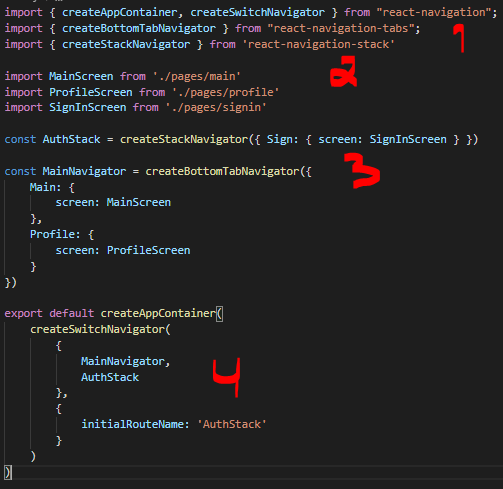 import { createAppContainer, createSwitchNavigator } from "react-navigation";
import { createBottomTabNavigator } from "react-navigation-tabs";
1
import { createStackNavigator } from 'react-navigation-stack'
2
import MainScreen from './pages/main'
import ProfileScreen from './pages/profile'
import SignInScreen from './pages/signin'
const AuthStack = createStackNavigator({ Sign: { screen: SignInScreen } })
3
const MainNavigator = createBottomTabNavigator({
    Main: {
        screen: MainScreen
    },
    Profile: {
        screen: ProfileScreen
    }
})
export default createAppContainer(
    createSwitchNavigator(
        {
            MainNavigator,
            AuthStack
4
        },
        {
            initialRouteName: 'AuthStack'
        }
    )
)